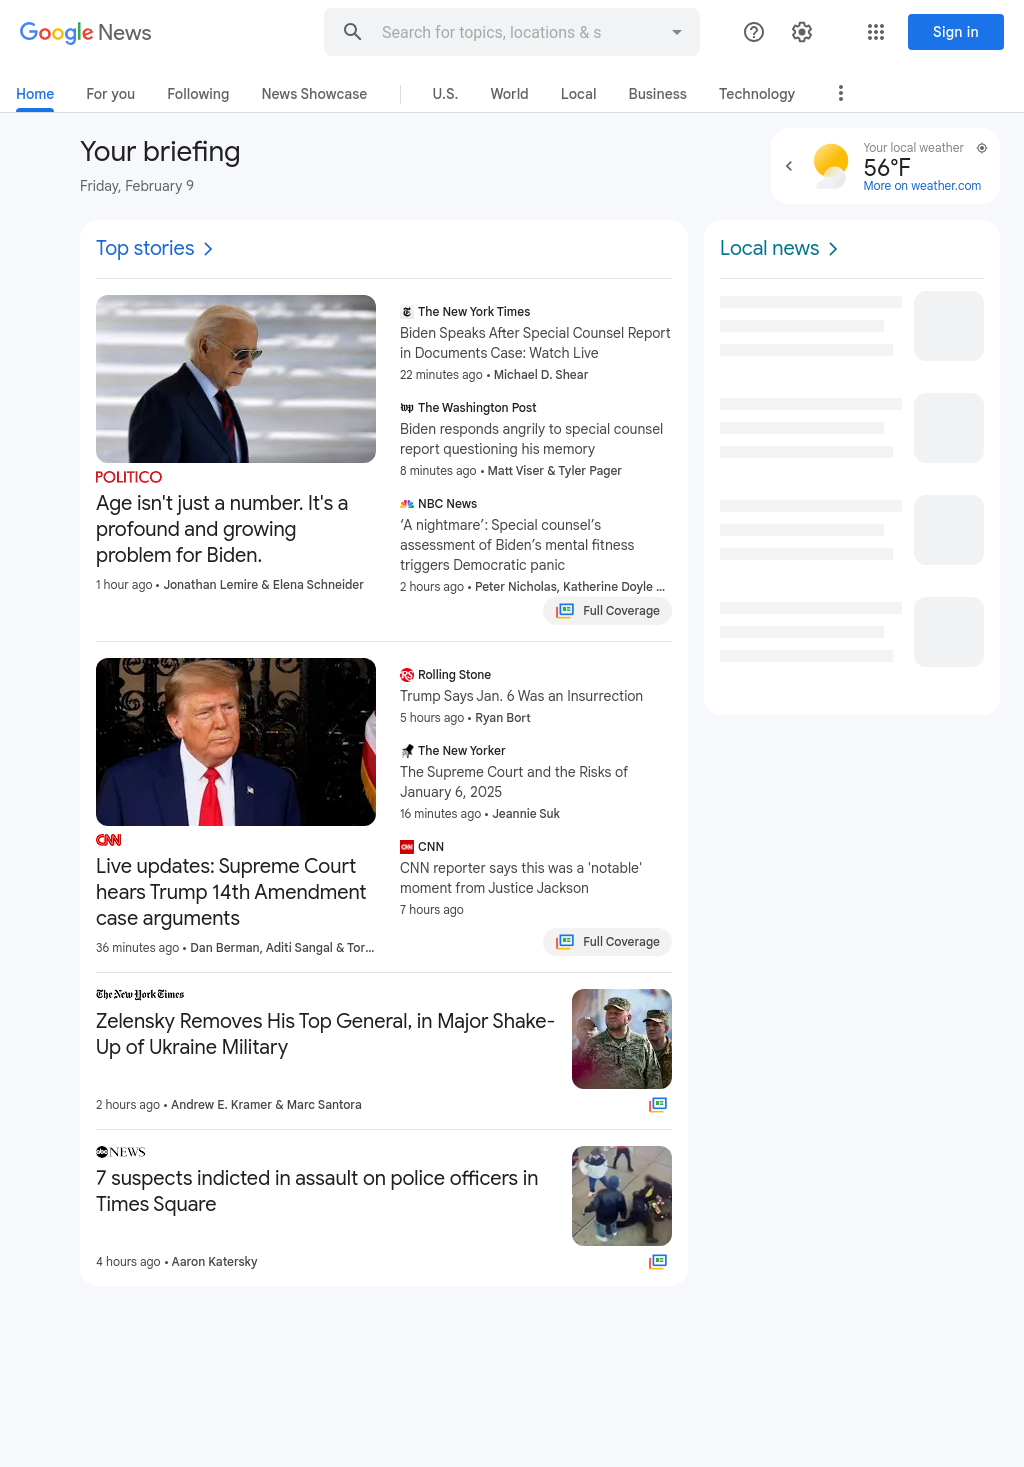 Google News
Search for topics, locations & s
Sign in
Home
For you
Following
News Showcase
U.S.
World
Local
Business
Technology
Your briefing
Friday, February 9
Your local weather
56°F
More on weather.com
Top stories
POLITICO
Age isn't just a number. It's a
profound and growing
problem for Biden.
1 hour ago • Jonathan Lemire & Elena Schneider
The New York Times
Biden Speaks After Special Counsel Report
in Documents Case: Watch Live
22 minutes ago • Michael D. Shear
wp The Washington Post
Biden responds angrily to special counsel
report questioning his memory
8 minutes ago • Matt Viser & Tyler Pager
NBC News
‘A nightmare’: Special counsel’s
assessment of Biden’s mental fitness
triggers Democratic panic
2 hours ago • Peter Nicholas, Katherine Doyle ...
Full Coverage
CNN
Live updates: Supreme Court
hears Trump 14th Amendment
case arguments
36 minutes ago • Dan Berman, Aditi Sangal & Tor...
RS Rolling Stone
Trump Says Jan. 6 Was an Insurrection
5 hours ago • Ryan Bort
The New Yorker
The Supreme Court and the Risks of
January 6, 2025
16 minutes ago • Jeannie Suk
CNN CNN
CNN reporter says this was a 'notable'
moment from Justice Jackson
7 hours ago
Full Coverage
The New York Times
Zelensky Removes His Top General, in Major Shake-
Up of Ukraine Military
2 hours ago • Andrew E. Kramer & Marc Santora
abc NEWS
7 suspects indicted in assault on police officers in
Times Square
4 hours ago • Aaron Katersky
Local news